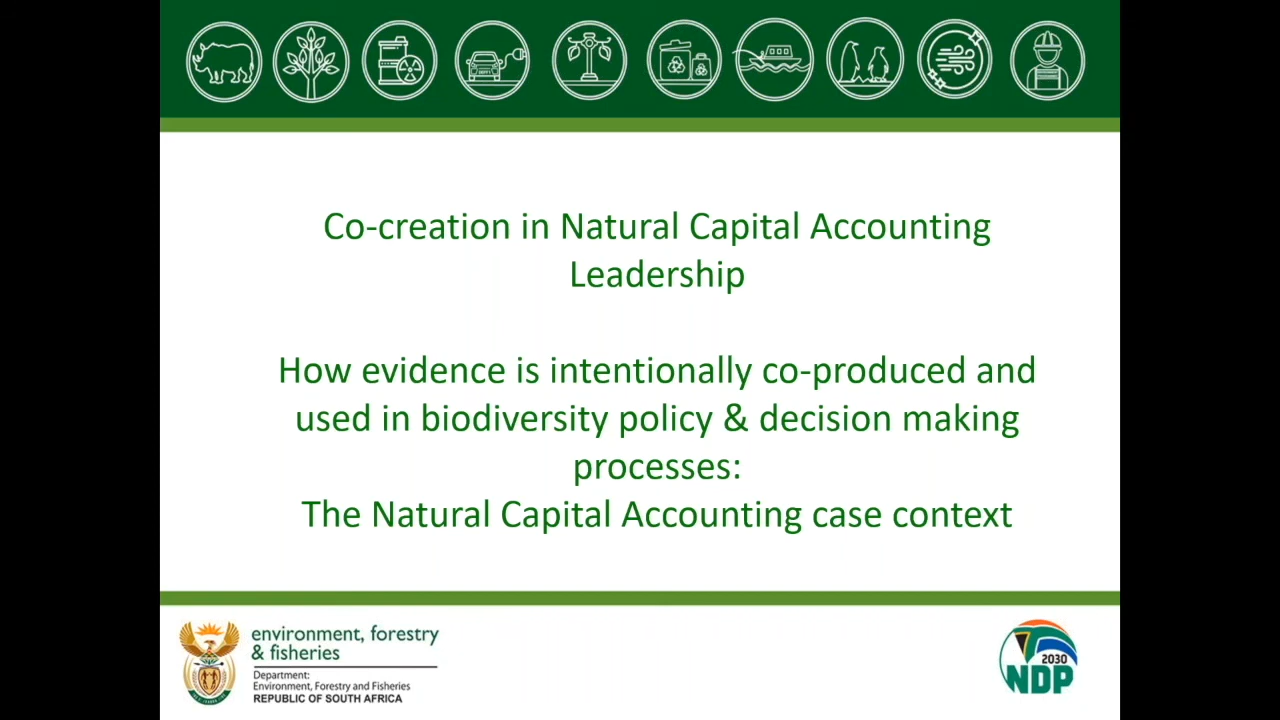 Co-creation in Natural Capital Accounting
Leadership
How evidence is intentionally co-produced and
used in biodiversity policy & decision making
processes:
The Natural Capital Accounting case context
environment, forestry
& fisheries
Department:
Environment, Forestry and Fisheries
REPUBLIC OF SOUTH AFRICA
2030
NDP